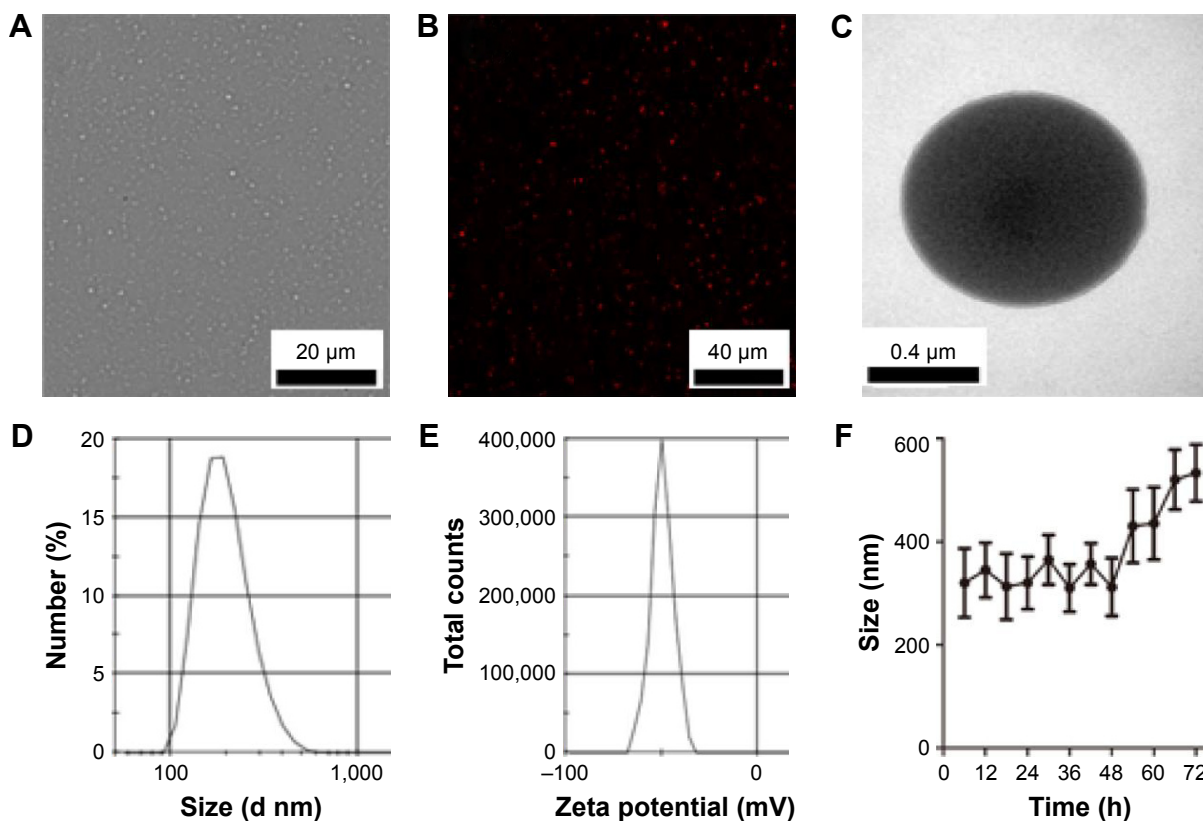 A
B
C
20 μm
40 μm
0.4 μm
D
E
F
20
15
10
5
0
Number (%)
100
1,000
Size (d nm)
400,000
300,000
200,000
100,000
0
Total counts
–100
0
Zeta potential (mV)
600
400
200
0
Size (nm)
0
12
24
36
48
60
72
Time (h)